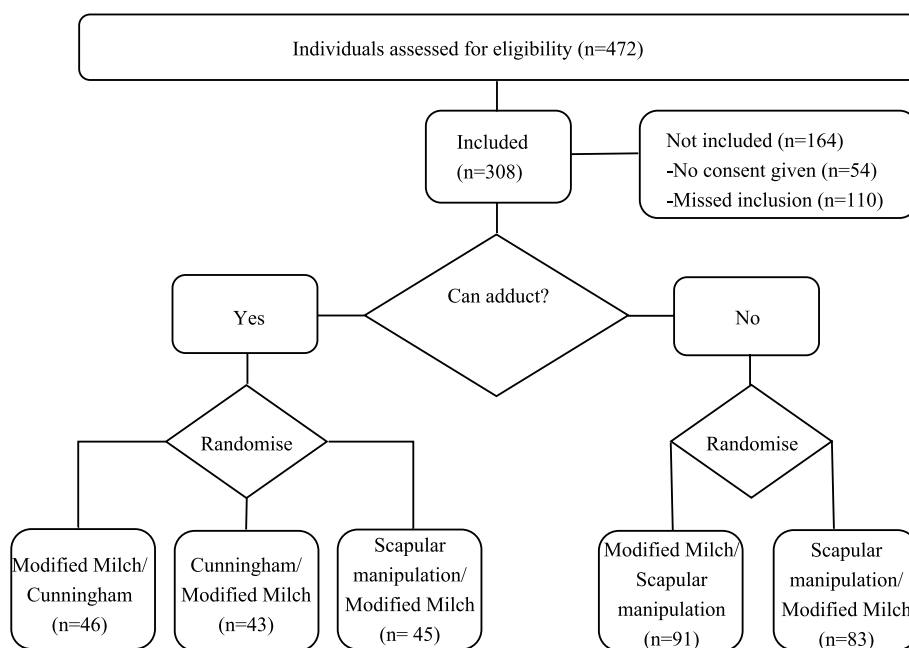 Individuals assessed for eligibility (n=472)
Included
(n=308)
Not included (n=164)
-No consent given (n=54)
-Missed inclusion (n=110)
Can adduct?
Yes
No
Randomise
Randomise
Modified Milch/
Cunningham
(n=46)
Cunningham/
Modified Milch
(n=43)
Scapular
manipulation/
Modified Milch
(n= 45)
Modified Milch/
Scapular
manipulation
(n=91)
Scapular
manipulation/
Modified Milch
(n=83)